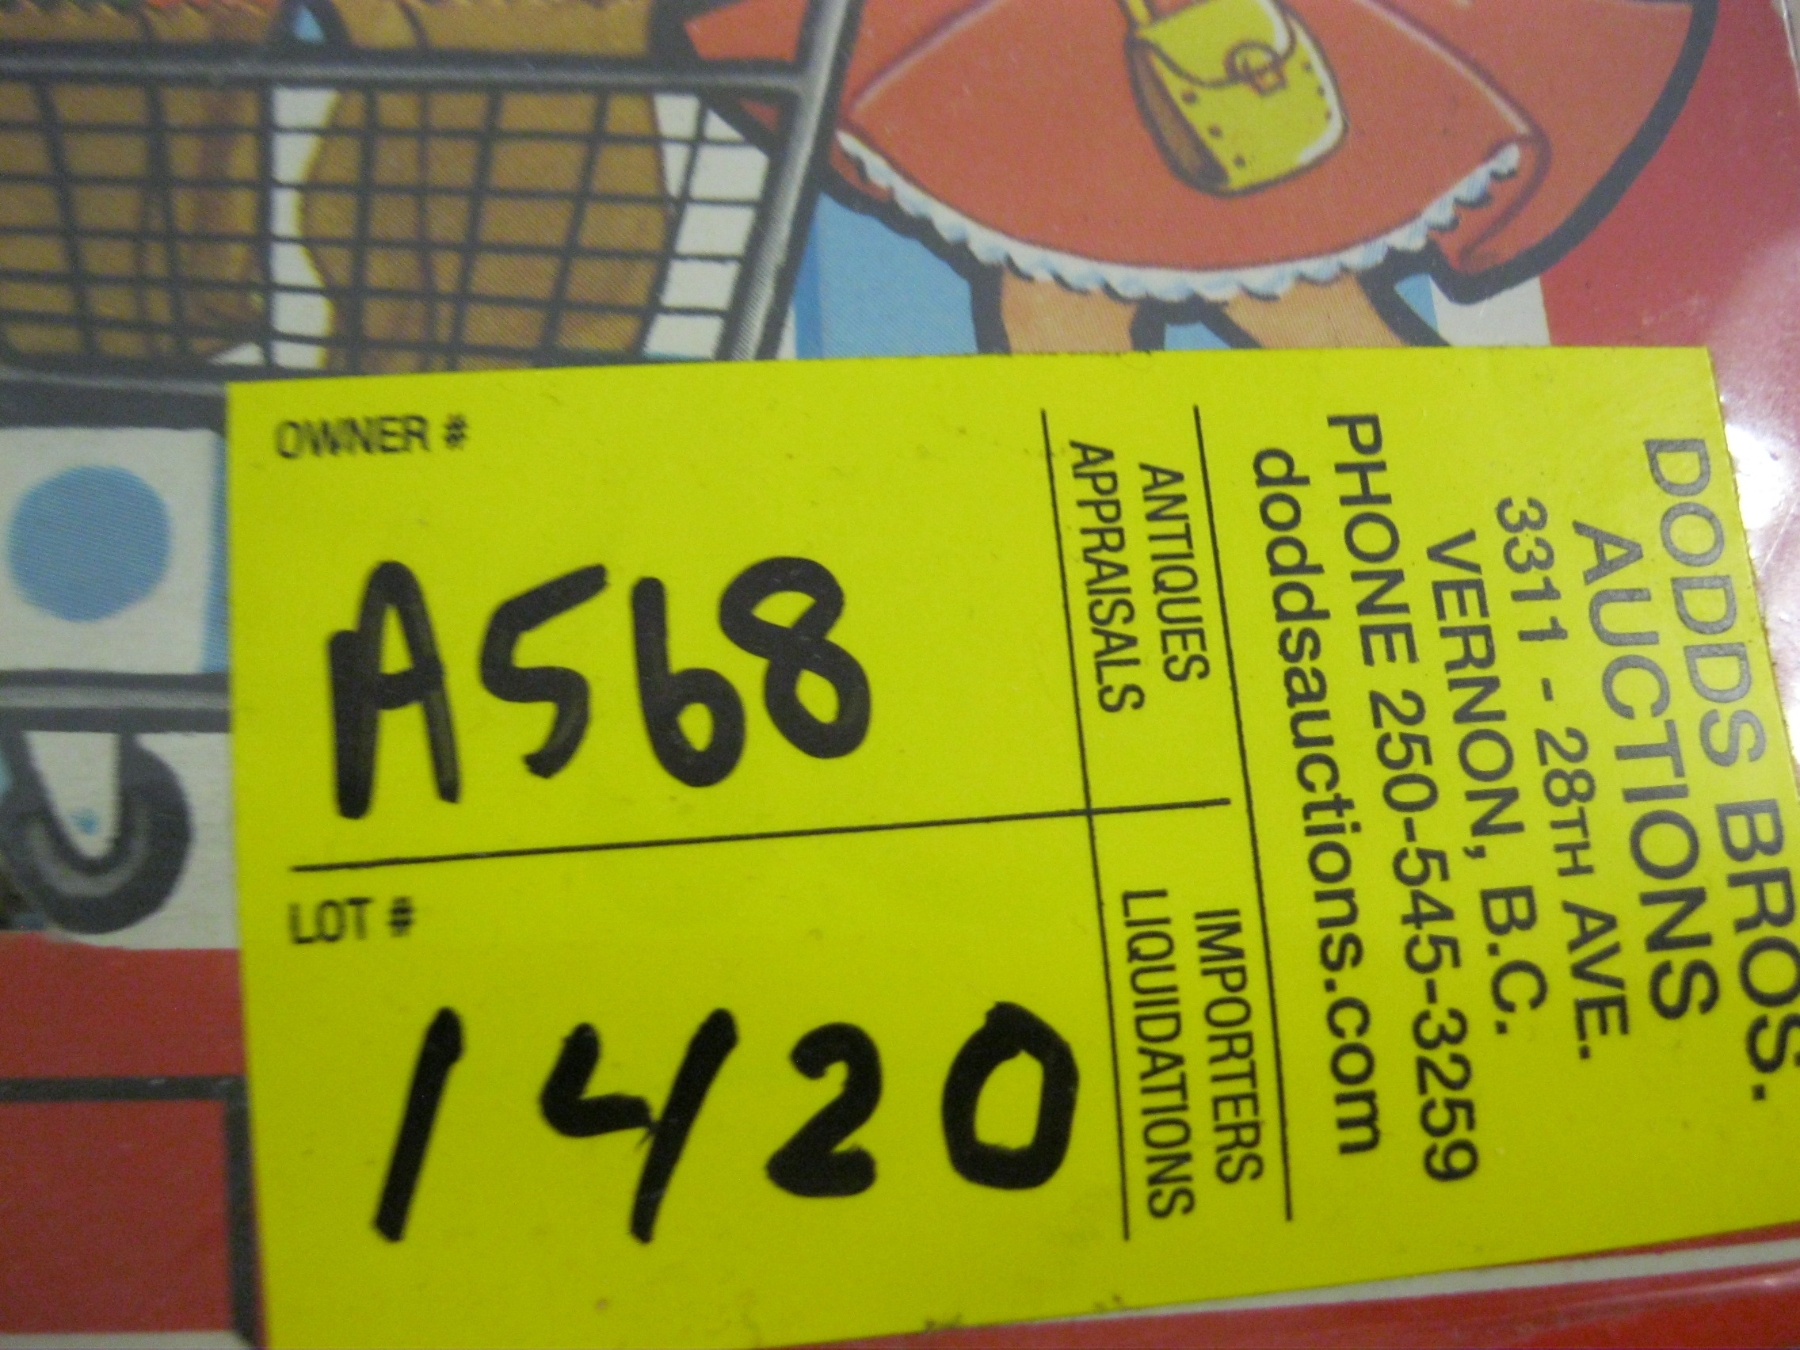 DODDS BROS.
AUCTIONS
3311 - 28TH AVE.
VERNON, B.C.
PHONE 250-545-3259
doddsauctions.com
ANTIQUES
APPRAISALS
IMPORTERS
LIQUIDATIONS
OWNER #
A568
LOT #
1420